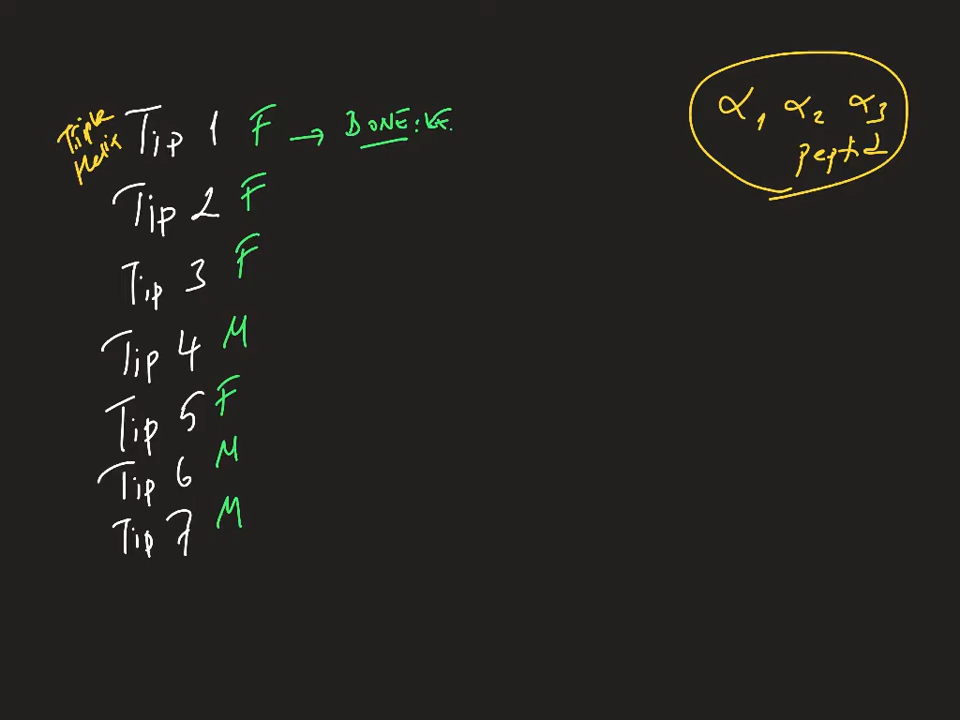 Triple
Helix
Tip 1 F → BONE:KE.
Tip 2 F
Tip 3 F
Tip 4 M
Tip 5 F
Tip 6 M
Tip 7 M
α1 α2 α3
peptid